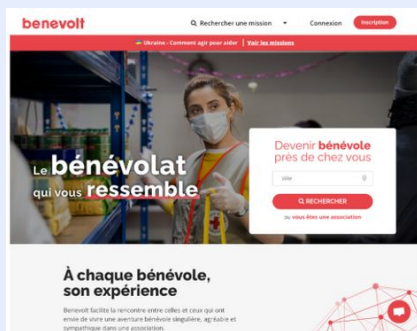 benevolt
Rechercher une mission
Connexion
Inscription
Ukraine - Comment agir pour aider | Voir les missions
Le bénévolat
qui vous ressemble
Devenir bénévole
près de chez vous
Ville
RECHERCHER
ou vous êtes une association
À chaque bénévole,
son expérience
Benevolt facilite la rencontre entre celles et ceux qui ont
envie de vivre une aventure bénévole singulière, agréable et
sympathique dans une association.